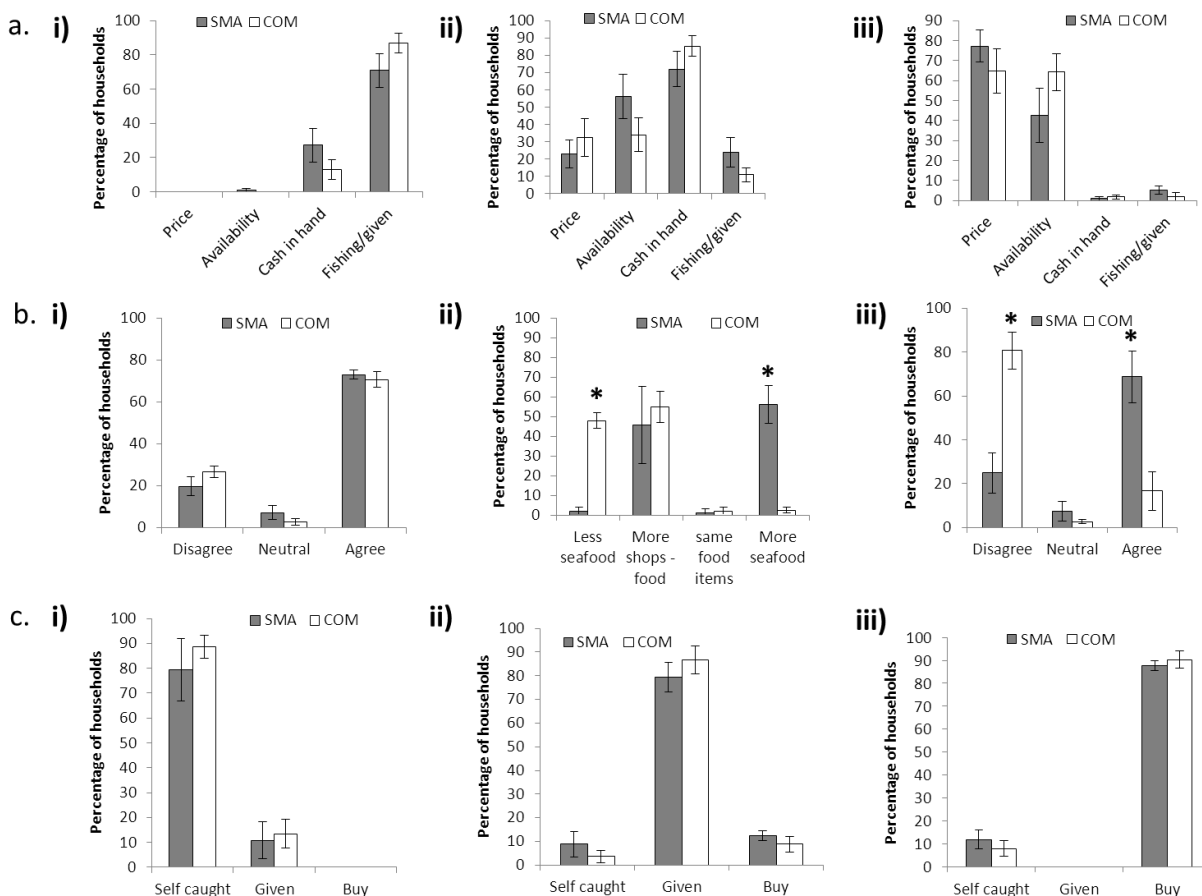 a. i) ii) iii)
SMA COM
Percentage of households
100
90
80
70
60
50
40
30
20
10
0
Price
Availability
Cash in hand
Fishing/given
SMA COM
Percentage of households
100
90
80
70
60
50
40
30
20
10
0
Price
Availability
Cash in hand
Fishing/given
SMA COM
Percentage of households
90
80
70
60
50
40
30
20
10
0
Price
Availability
Cash in hand
Fishing/given
b. i) ii) iii)
SMA COM
Percentage of households
100
80
60
40
20
0
Disagree Neutral Agree
SMA COM
Percentage of households
100
90
80
70
60
50
40
30
20
10
0
* *
Less More same More
seafood shops - food seafood
food items
SMA COM
Percentage of households
100
80
60
40
20
0
* *
Disagree Neutral Agree
c. i) ii) iii)
SMA COM
Percentage of households
100
90
80
70
60
50
40
30
20
10
0
Self caught Given Buy
SMA COM
Percentage of households
100
90
80
70
60
50
40
30
20
10
0
Self caught Given Buy
SMA COM
Percentage of households
100
90
80
70
60
50
40
30
20
10
0
Self caught Given Buy